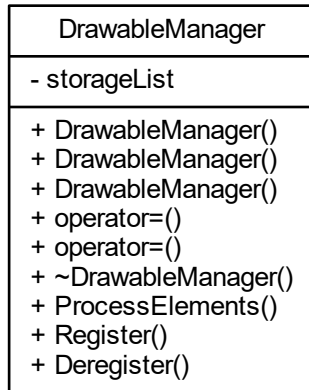 DrawableManager
- storageList
+ DrawableManager()
+ DrawableManager()
+ DrawableManager()
+ operator=()
+ operator=()
+ ~DrawableManager()
+ ProcessElements()
+ Register()
+ Deregister()